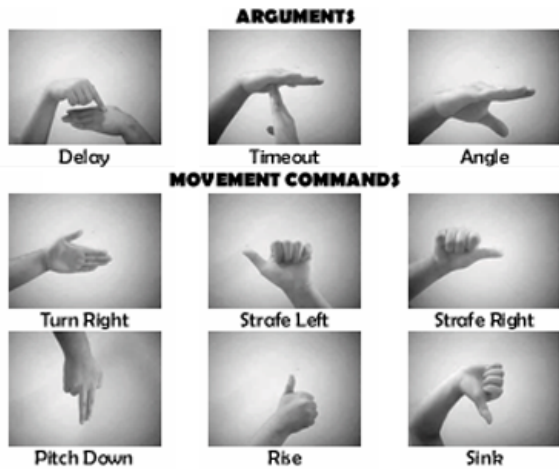 ARGUMENTS
Delay Timeout Angle
MOVEMENT COMMANDS
Turn Right Strafe Left Strafe Right
Pitch Down Rise Sink